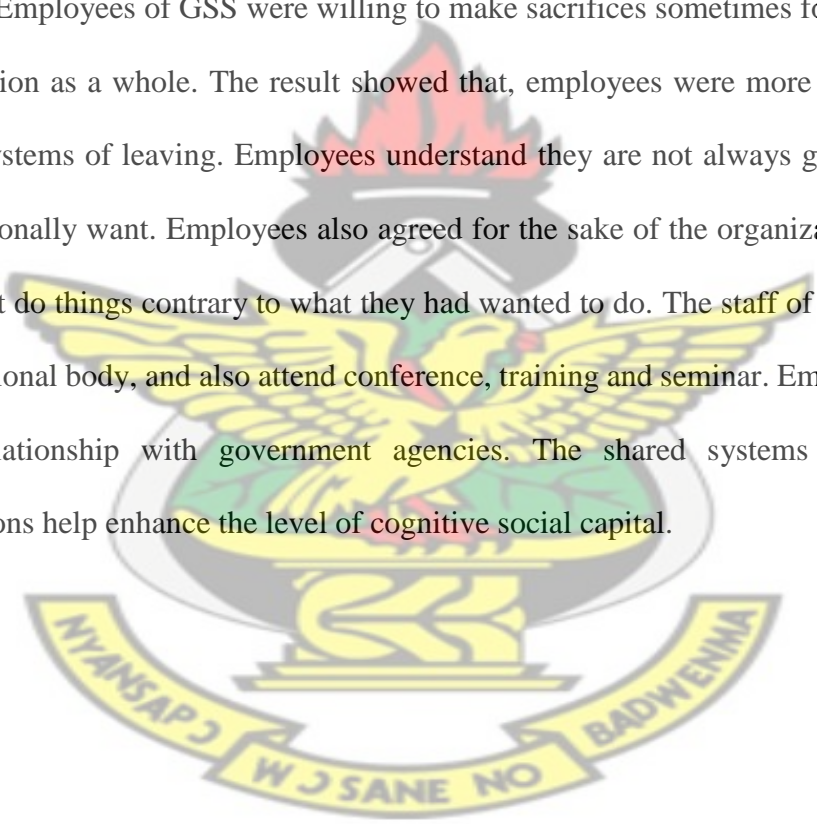 Employees of GSS were willing to make sacrifices sometimes fo
ion as a whole. The result showed that, employees were more
ystems of leaving. Employees understand they are not always g
onally want. Employees also agreed for the sake of the organiza
t do things contrary to what they had wanted to do. The staff of
ional body, and also attend conference, training and seminar. Em
lationship with government agencies. The shared systems
ons help enhance the level of cognitive social capital.
NYANSAPƆ
WƆSANE NO
BADWENMA